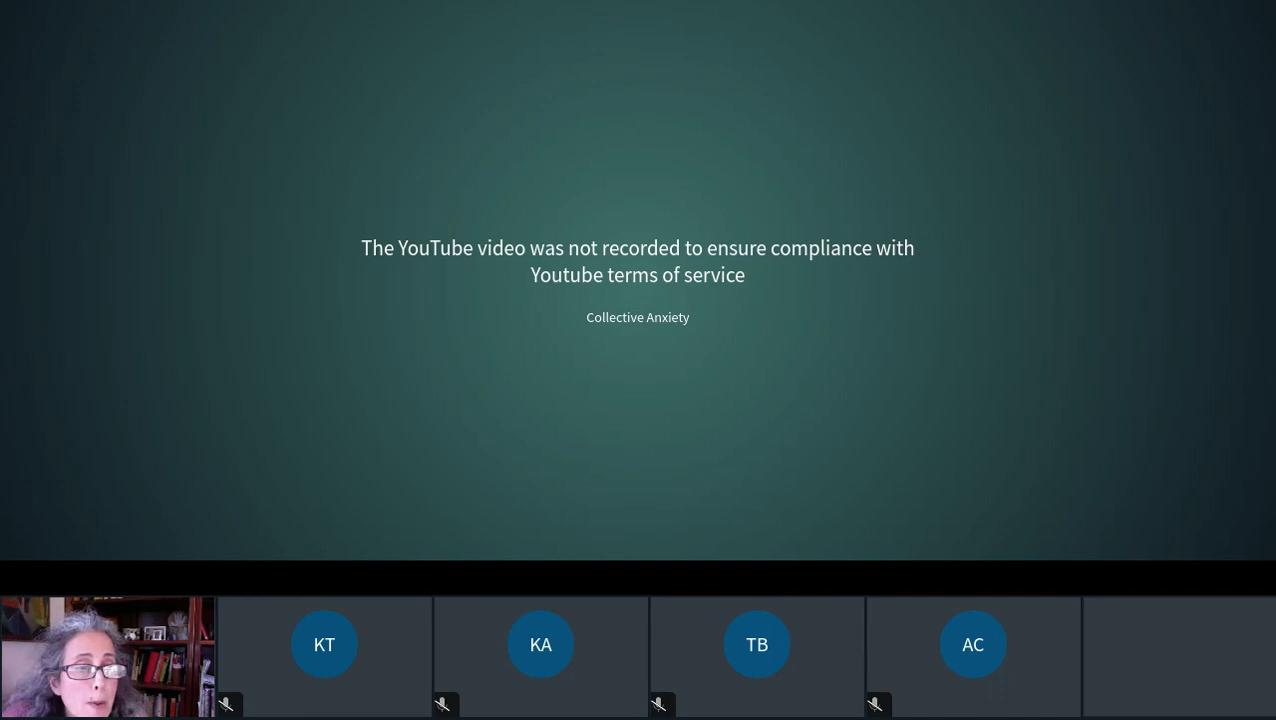 The YouTube video was not recorded to ensure compliance with
Youtube terms of service
Collective Anxiety
KT
KA
TB
AC